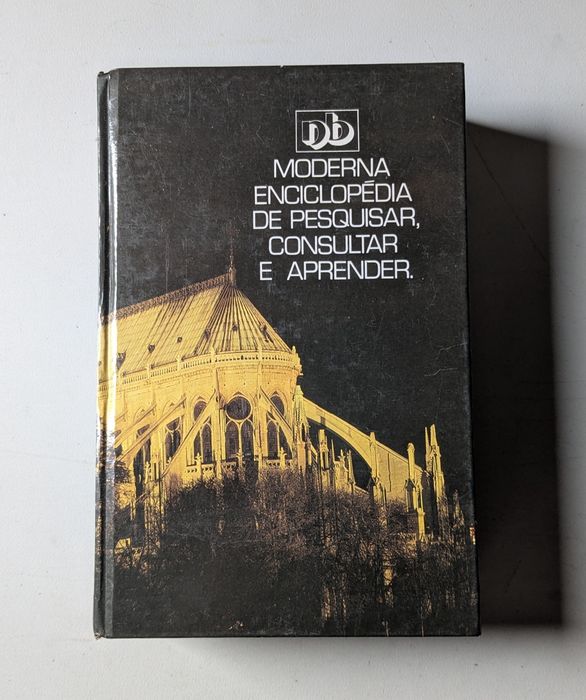 Db
MODERNA
ENCICLOPÉDIA
DE PESQUISAR,
CONSULTAR
E APRENDER.